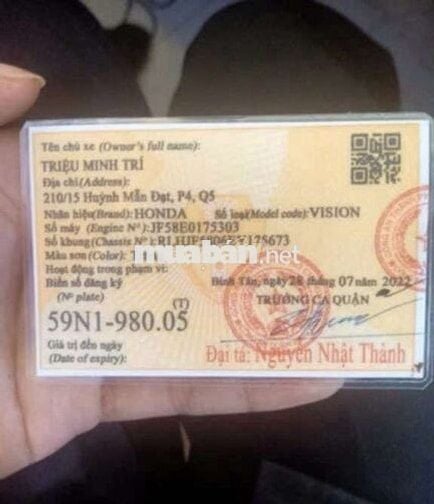 Tên chủ xe (Owner's full name):
TRIỆU MINH TRÍ
Địa chỉ(Address):
210/15 Huỳnh Mẫn Đạt, P4, Q5
Nhãn hiệu(Brand): HONDA Số loại(Model code): VISION
Số máy (Engine Nº): JF58E0175303
Số khung(Chassis Nº):
Màu sơn(Color):
Hoạt động trong phạm vi:
muaban.net
Biển số đăng ký Bình Tân, ngày 28 tháng 07 năm 2022
(Nº plate) TRƯỞNG CA QUẬN
(T)
59N1-980.05
Giá trị đến ngày
(Date of expiry):
Đại tá: Nguyễn Nhật Thành